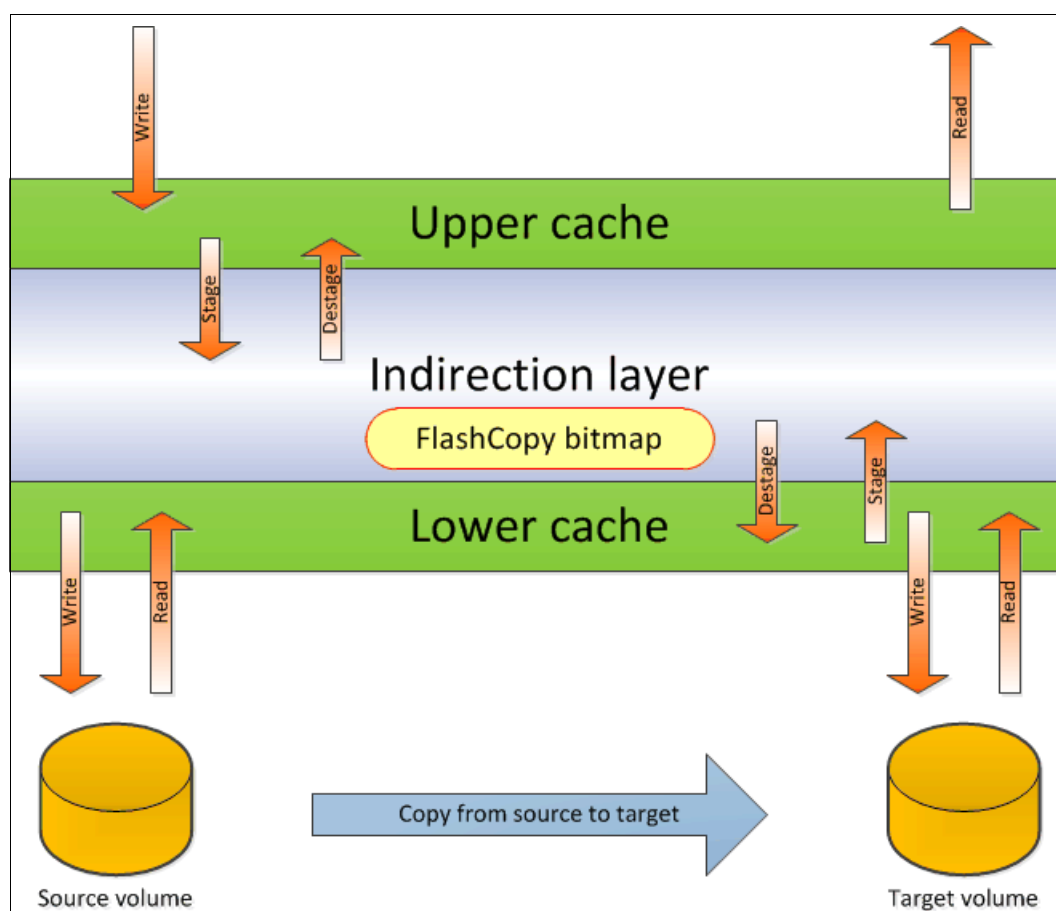 Write
Read
Upper cache
Stage
Destage
Indirection layer
FlashCopy bitmap
Destage
Stage
Lower cache
Write
Read
Write
Read
Copy from source to target
Source volume
Target volume